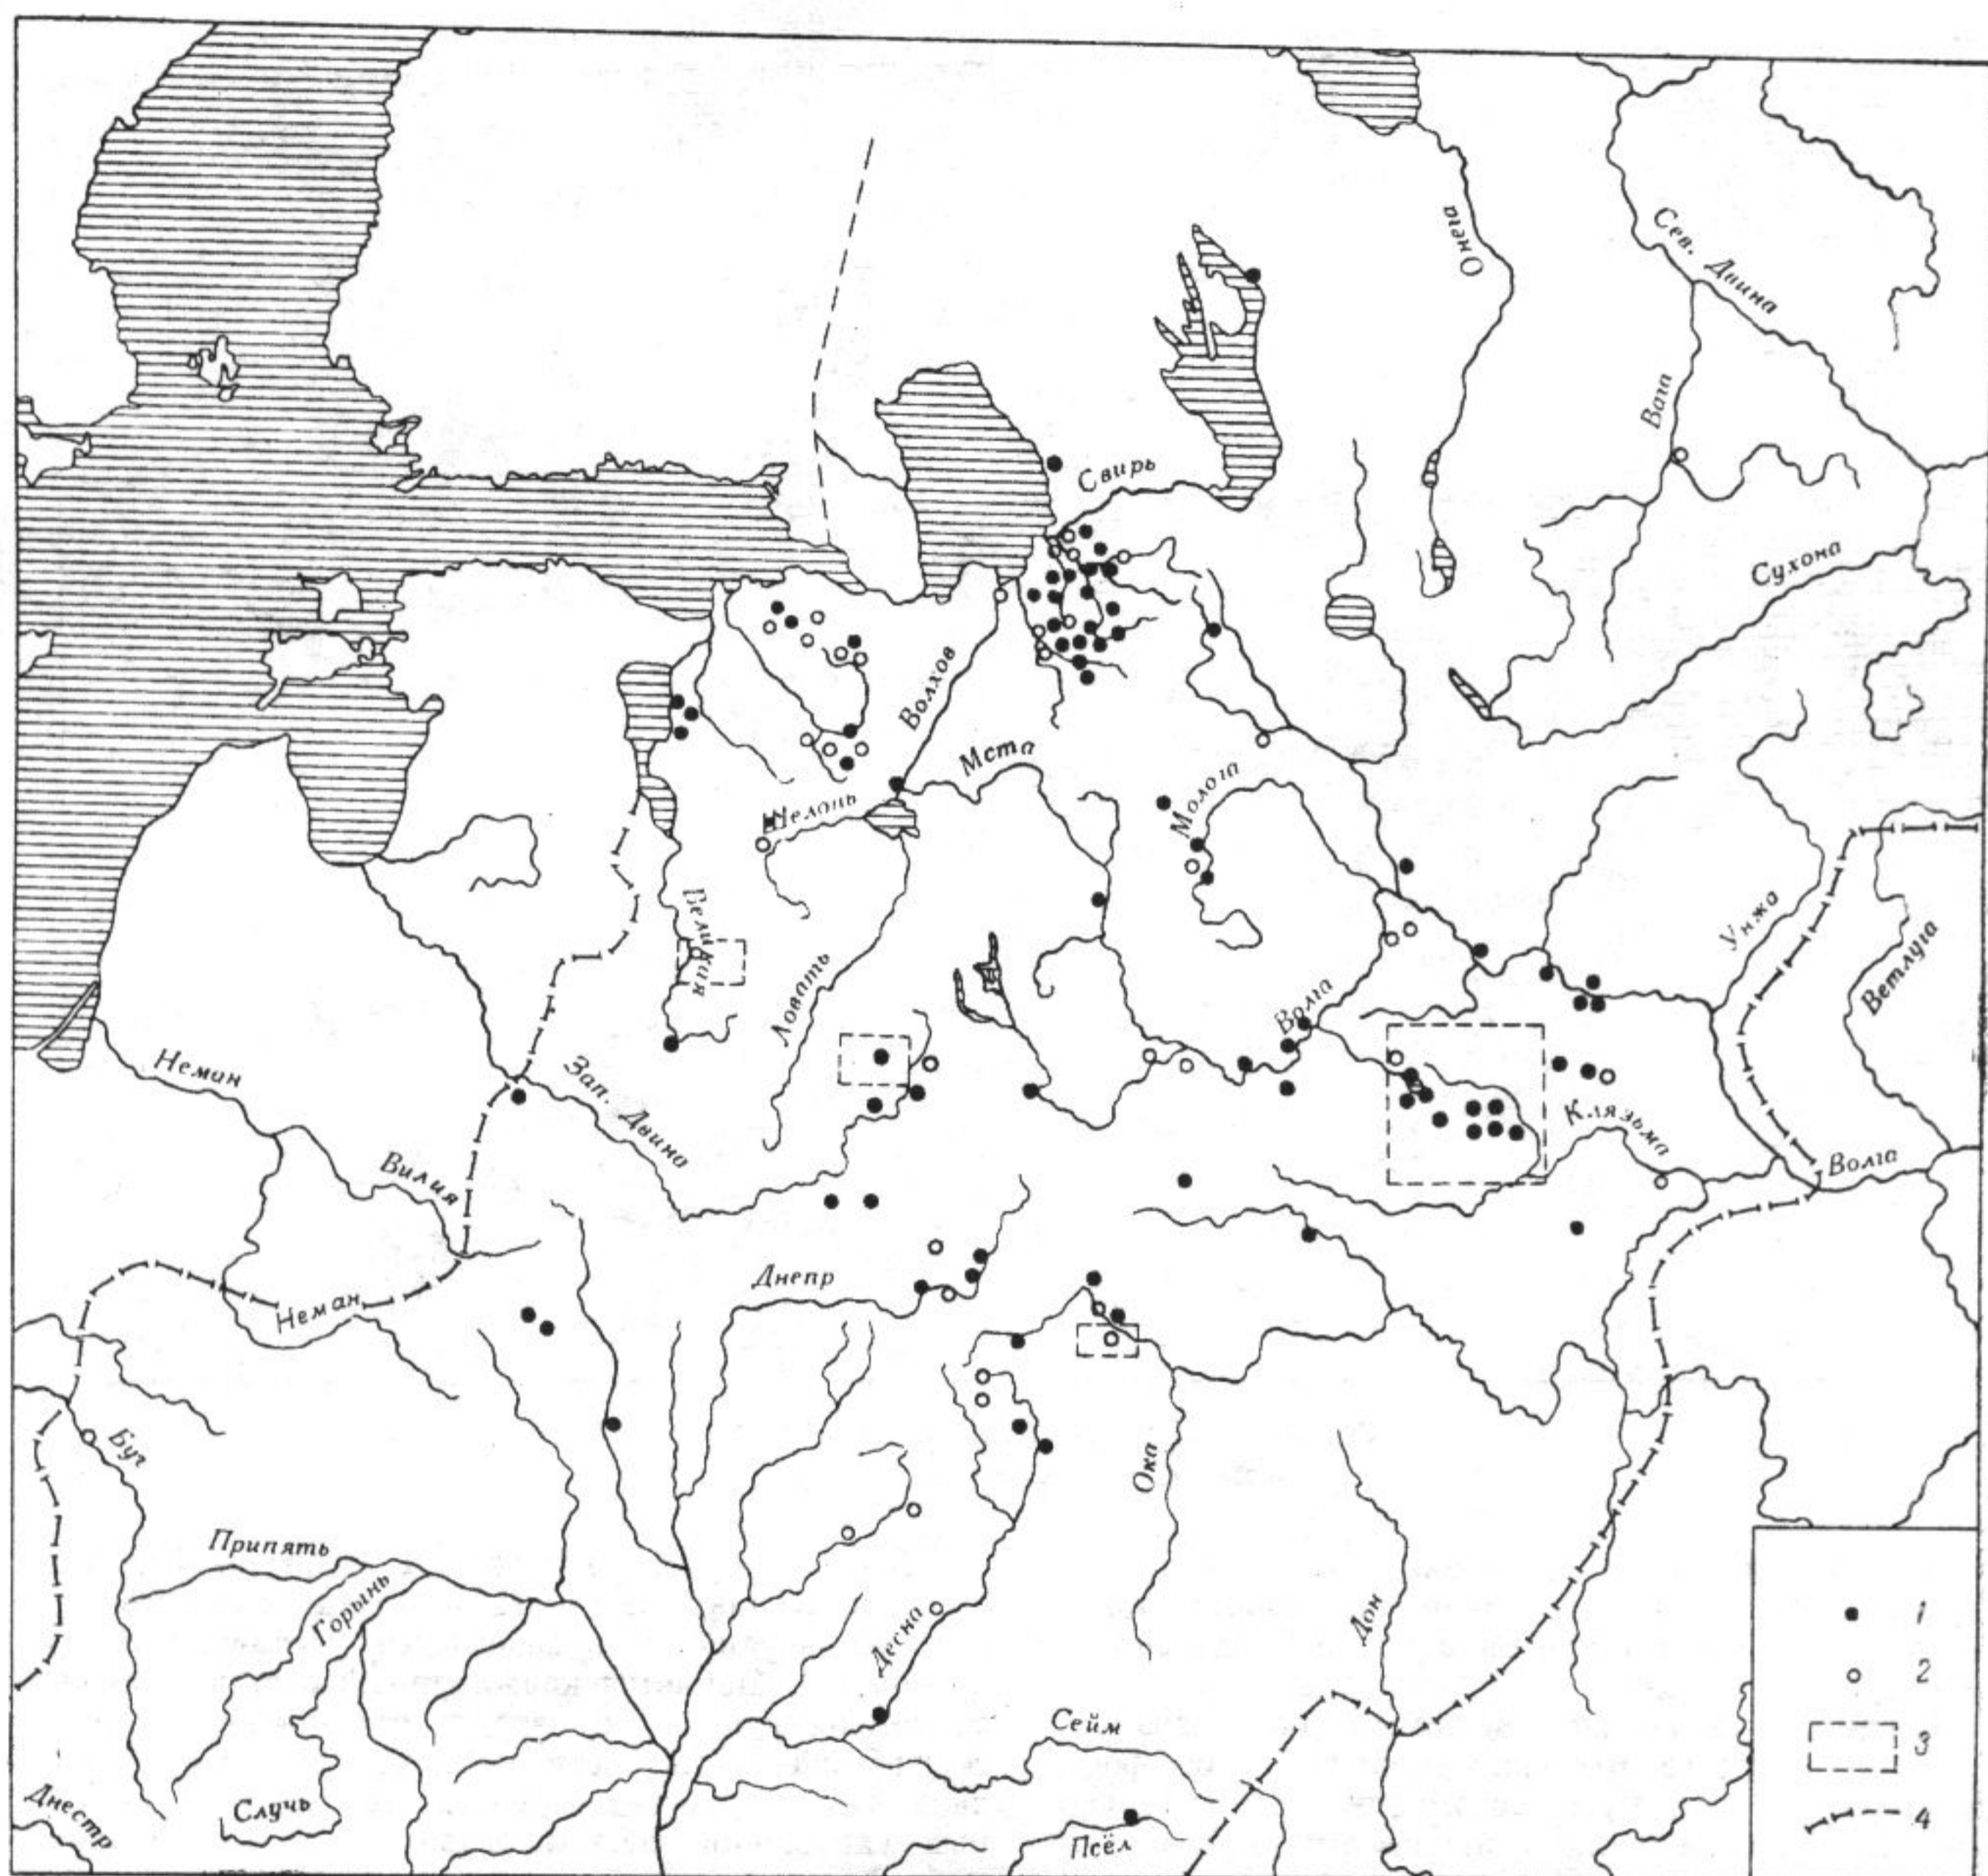 Онега
Сев. Двина
Вага
Свирь
Сухона
Волхов
Мста
Шелонь
Молога
Великая
Ловать
Унжа
Ветлуга
Волга
Неман
Зап. Двина
Клязьма
Вилия
Волга
Днепр
Неман
Буг
Ока
Припять
Горынь
Десна
Дон
Сейм
Днестр
Случь
Псёл
1
2
3
4